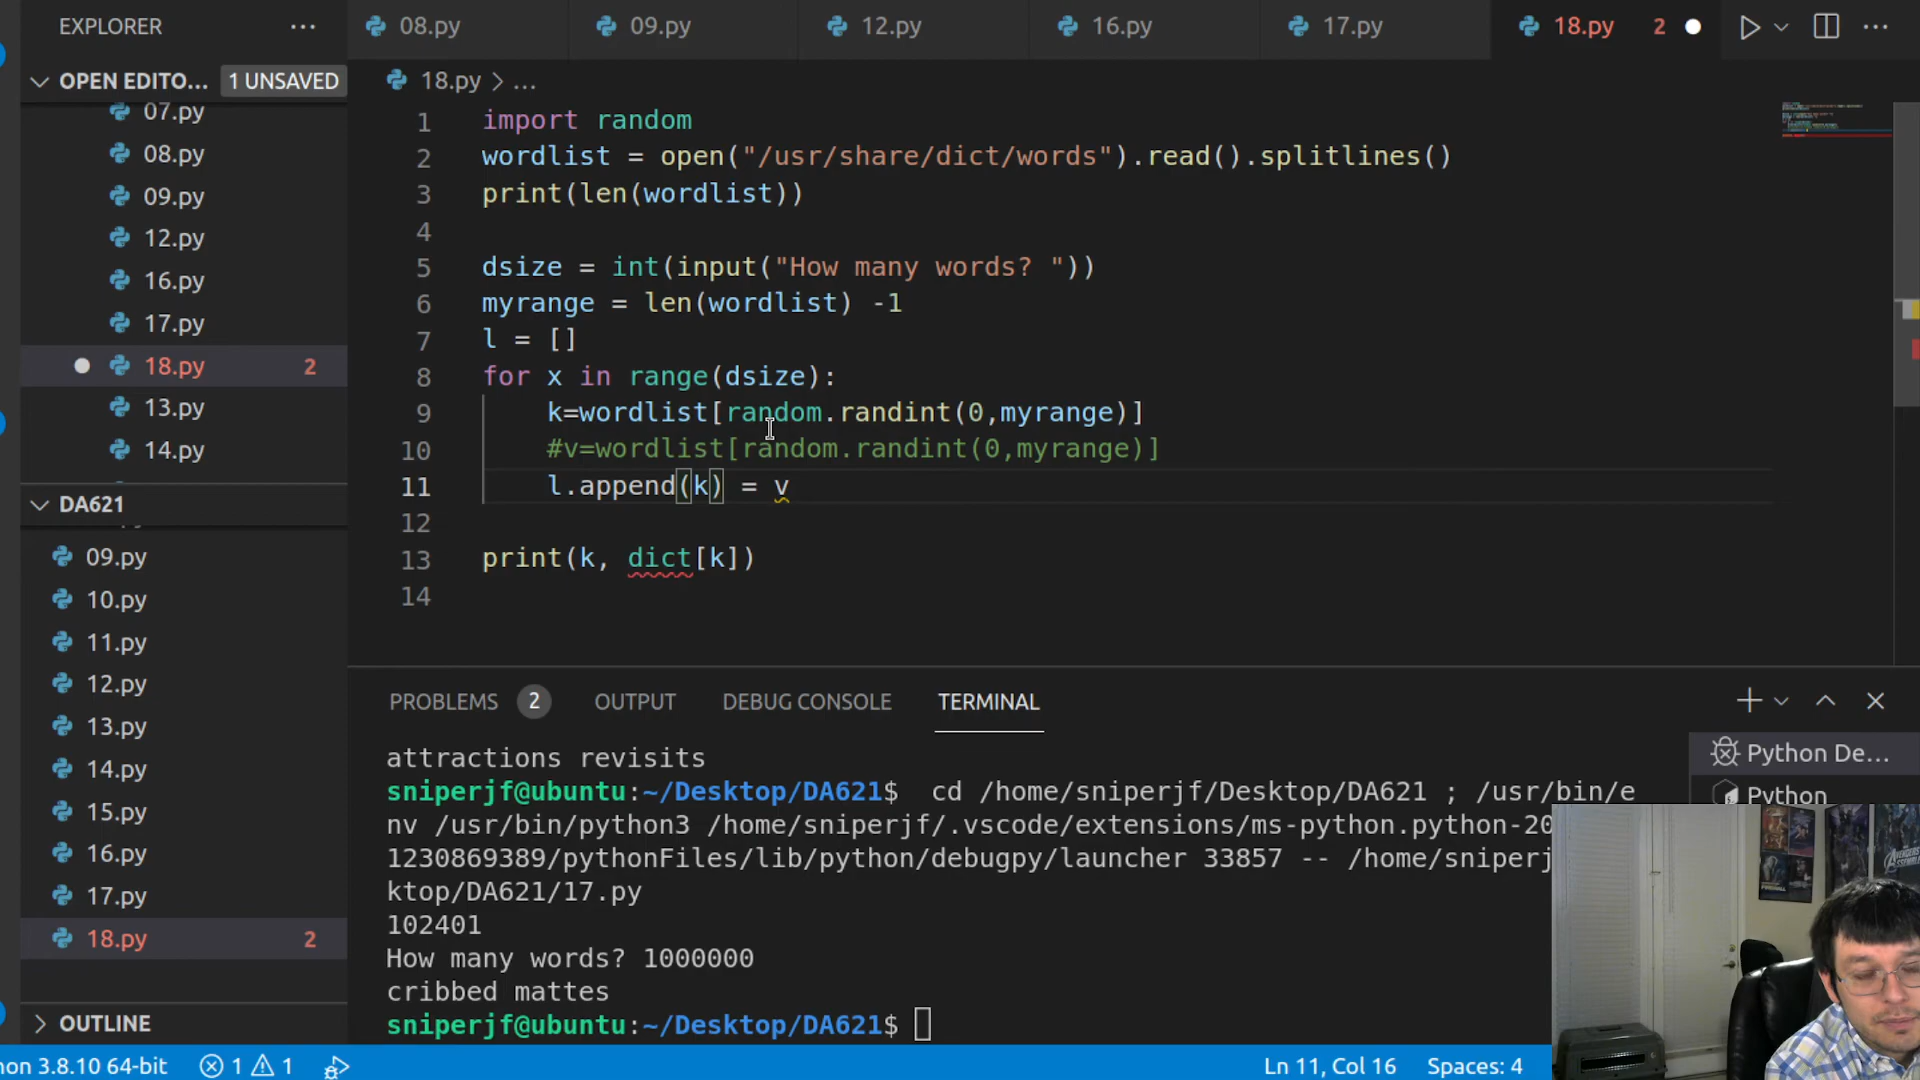 EXPLORER
08.py
09.py
12.py
16.py
17.py
18.py 2
OPEN EDITO... 1 UNSAVED
07.py
08.py
09.py
12.py
16.py
17.py
18.py 2
13.py
14.py
DA621
09.py
10.py
11.py
12.py
13.py
14.py
15.py
16.py
17.py
18.py 2
OUTLINE
18.py > ...
1 import random
2 wordlist = open("/usr/share/dict/words").read().splitlines()
3 print(len(wordlist))
4
5 dsize = int(input("How many words? "))
6 myrange = len(wordlist) -1
7 l = []
8 for x in range(dsize):
9 k=wordlist[random.randint(0,myrange)]
10 #v=wordlist[random.randint(0,myrange)]
11 l.append(k) = v
12
13 print(k, dict[k])
14
PROBLEMS 2 OUTPUT DEBUG CONSOLE TERMINAL
attractions revisits
sniperjf@ubuntu:~/Desktop/DA621$ cd /home/sniperjf/Desktop/DA621 ; /usr/bin/e
nv /usr/bin/python3 /home/sniperjf/.vscode/extensions/ms-python.python-20
1230869389/pythonFiles/lib/python/debugpy/launcher 33857 -- /home/sniperj
ktop/DA621/17.py
102401
How many words? 1000000
cribbed mattes
sniperjf@ubuntu:~/Desktop/DA621$
Python De...
Python
hon 3.8.10 64-bit 1 1 Ln 11, Col 16 Spaces: 4